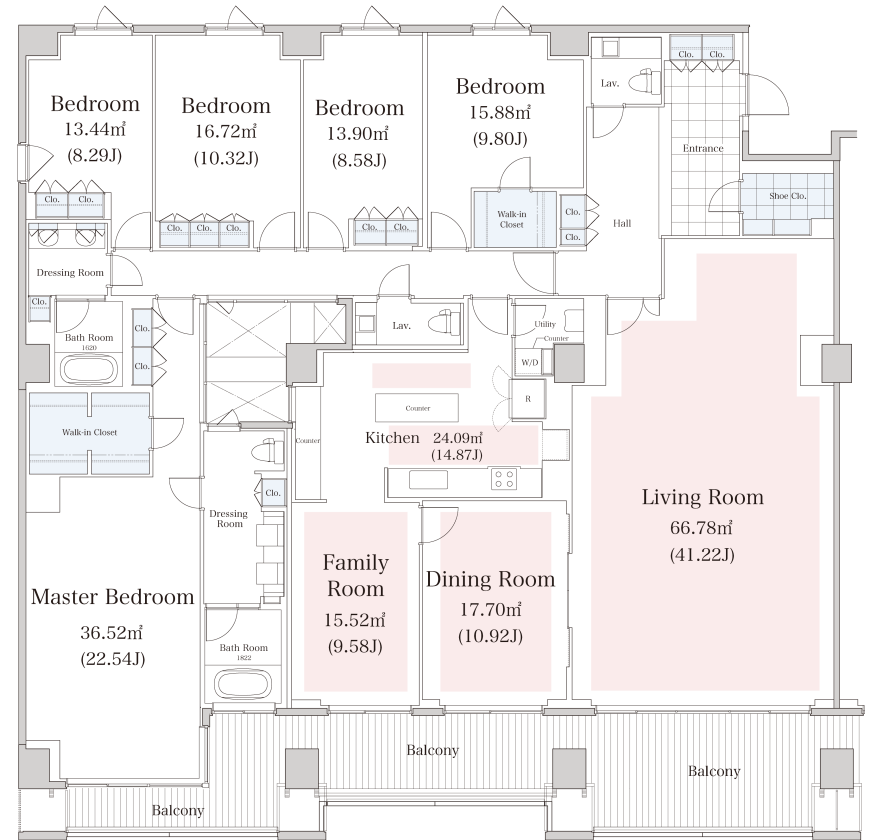 Clo.
Clo.
Lav.
Bedroom
13.44㎡
(8.29J)
Bedroom
16.72㎡
(10.32J)
Bedroom
13.90㎡
(8.58J)
Bedroom
15.88㎡
(9.80J)
Entrance
Clo.
Clo.
Clo.
Clo.
Clo.
Clo.
Clo.
Walk-in
Closet
Clo.
Clo.
Hall
Shoe Clo.
Dressing Room
Clo.
Bath Room
1620
Clo.
Clo.
Lav.
Utility
Counter
W/D
R
Walk-in Closet
Counter
Counter
Kitchen 24.09㎡
(14.87J)
Clo.
Dressing
Room
Living Room
66.78㎡
(41.22J)
Master Bedroom
36.52㎡
(22.54J)
Family
Room
15.52㎡
(9.58J)
Dining Room
17.70㎡
(10.92J)
Bath Room
1822
Balcony
Balcony
Balcony